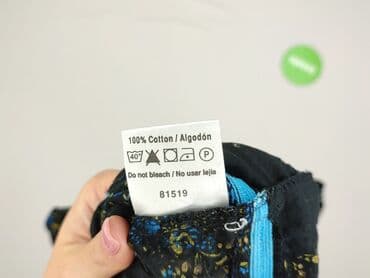 100% Cotton / Algodón
40°
P
Do not bleach / No usar lejía
81519